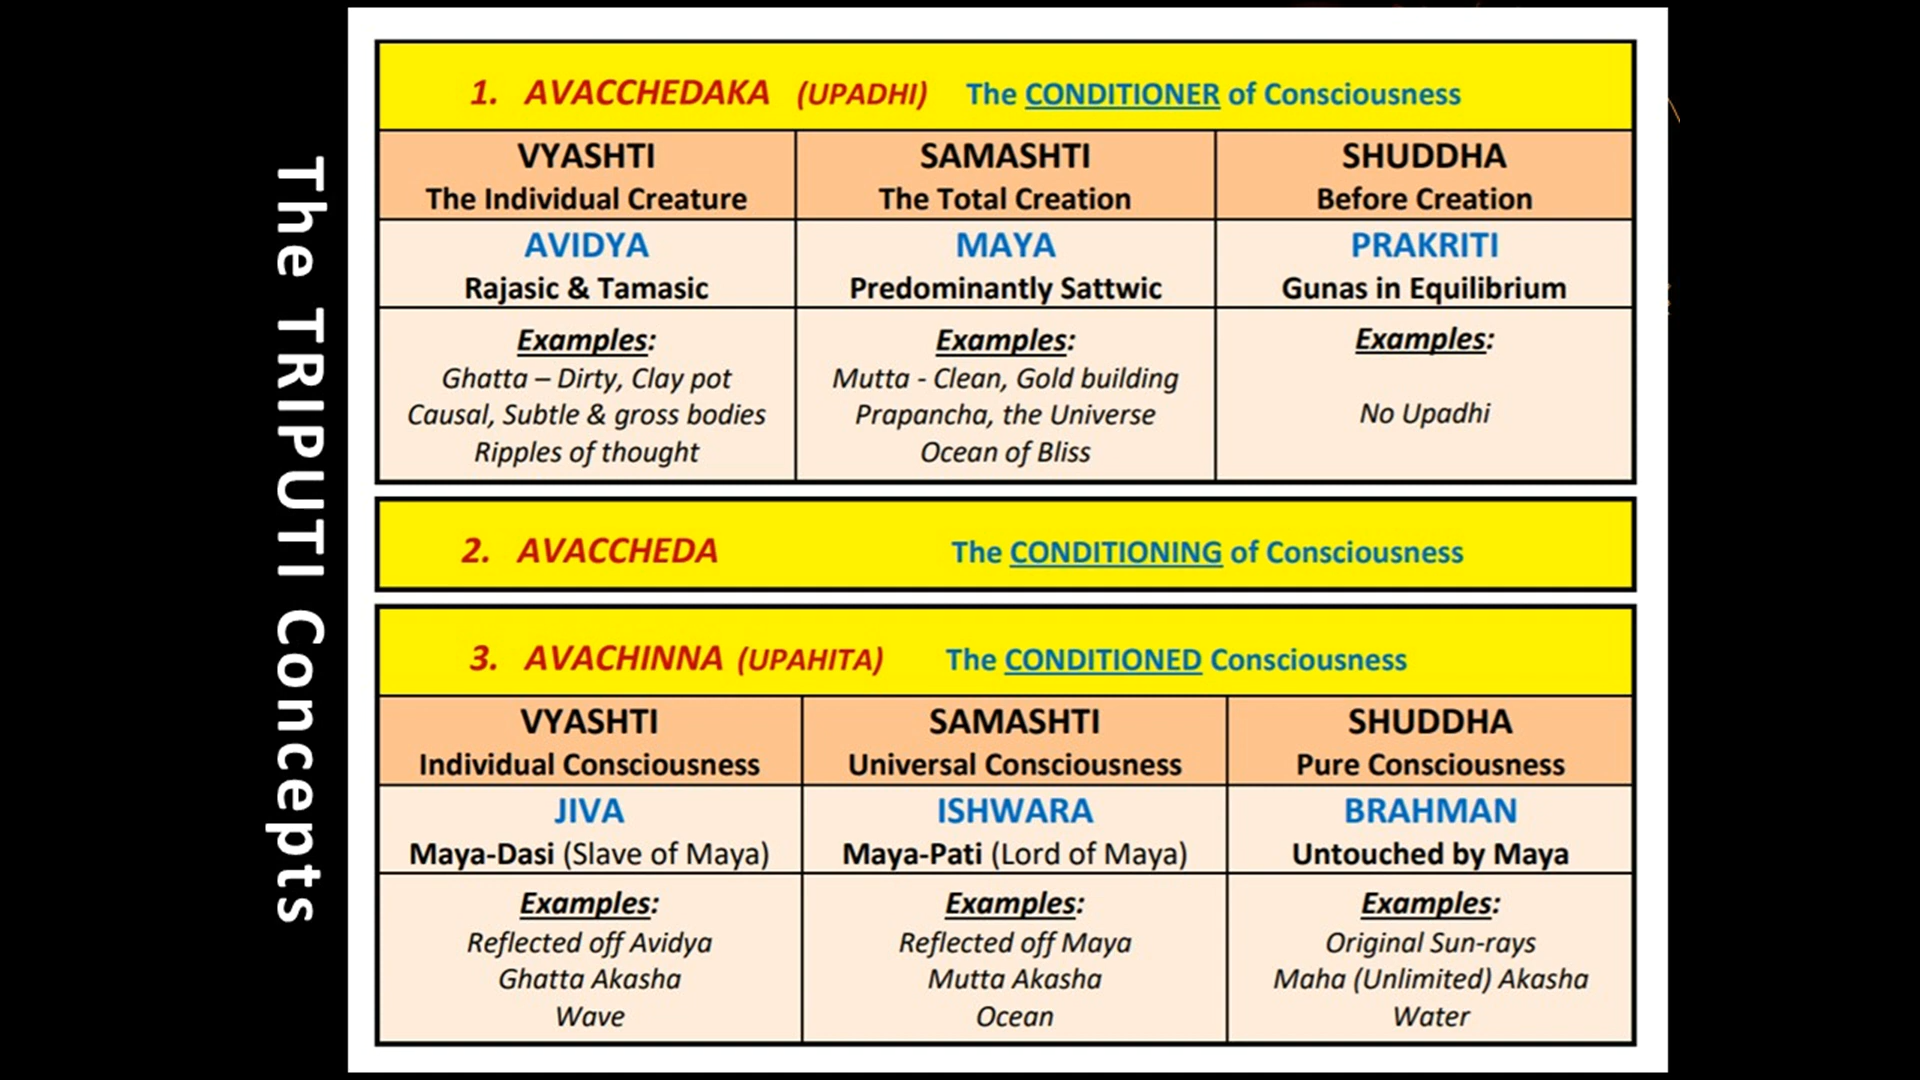 The TRIPUTI Concepts
1. AVACCHEDAKA (UPADHI) The CONDITIONER of Consciousness
VYASHTI
The Individual Creature
SAMASHTI
The Total Creation
SHUDDHA
Before Creation
AVIDYA
Rajasic & Tamasic
MAYA
Predominantly Sattwic
PRAKRITI
Gunas in Equilibrium
Examples:
Ghatta – Dirty, Clay pot
Causal, Subtle & gross bodies
Ripples of thought
Examples:
Mutta - Clean, Gold building
Prapancha, the Universe
Ocean of Bliss
Examples:
No Upadhi
2. AVACCHEDA The CONDITIONING of Consciousness
3. AVACHINNA (UPAHITA) The CONDITIONED Consciousness
VYASHTI
Individual Consciousness
SAMASHTI
Universal Consciousness
SHUDDHA
Pure Consciousness
JIVA
Maya-Dasi (Slave of Maya)
ISHWARA
Maya-Pati (Lord of Maya)
BRAHMAN
Untouched by Maya
Examples:
Reflected off Avidya
Ghatta Akasha
Wave
Examples:
Reflected off Maya
Mutta Akasha
Ocean
Examples:
Original Sun-rays
Maha (Unlimited) Akasha
Water